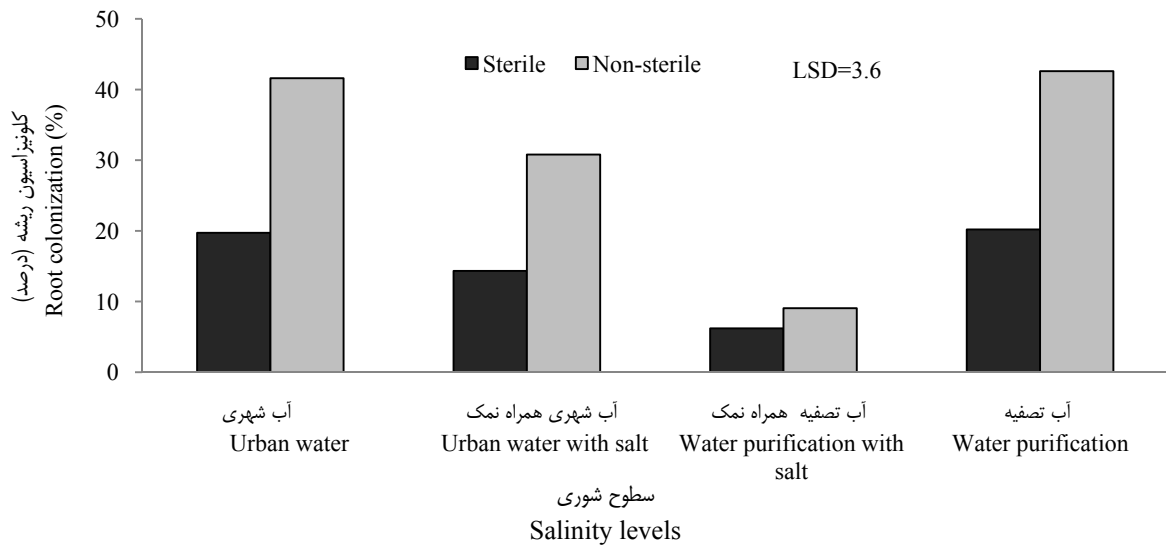 50
40
30
20
10
0
Sterile
Non-sterile
LSD=3.6
کلونیزاسیون ریشه (درصد)
Root colonization (%)
آب شهری
Urban water
آب شهری همراه نمک
Urban water with salt
آب تصفیه همراه نمک
Water purification with
salt
آب تصفیه
Water purification
سطوح شوری
Salinity levels